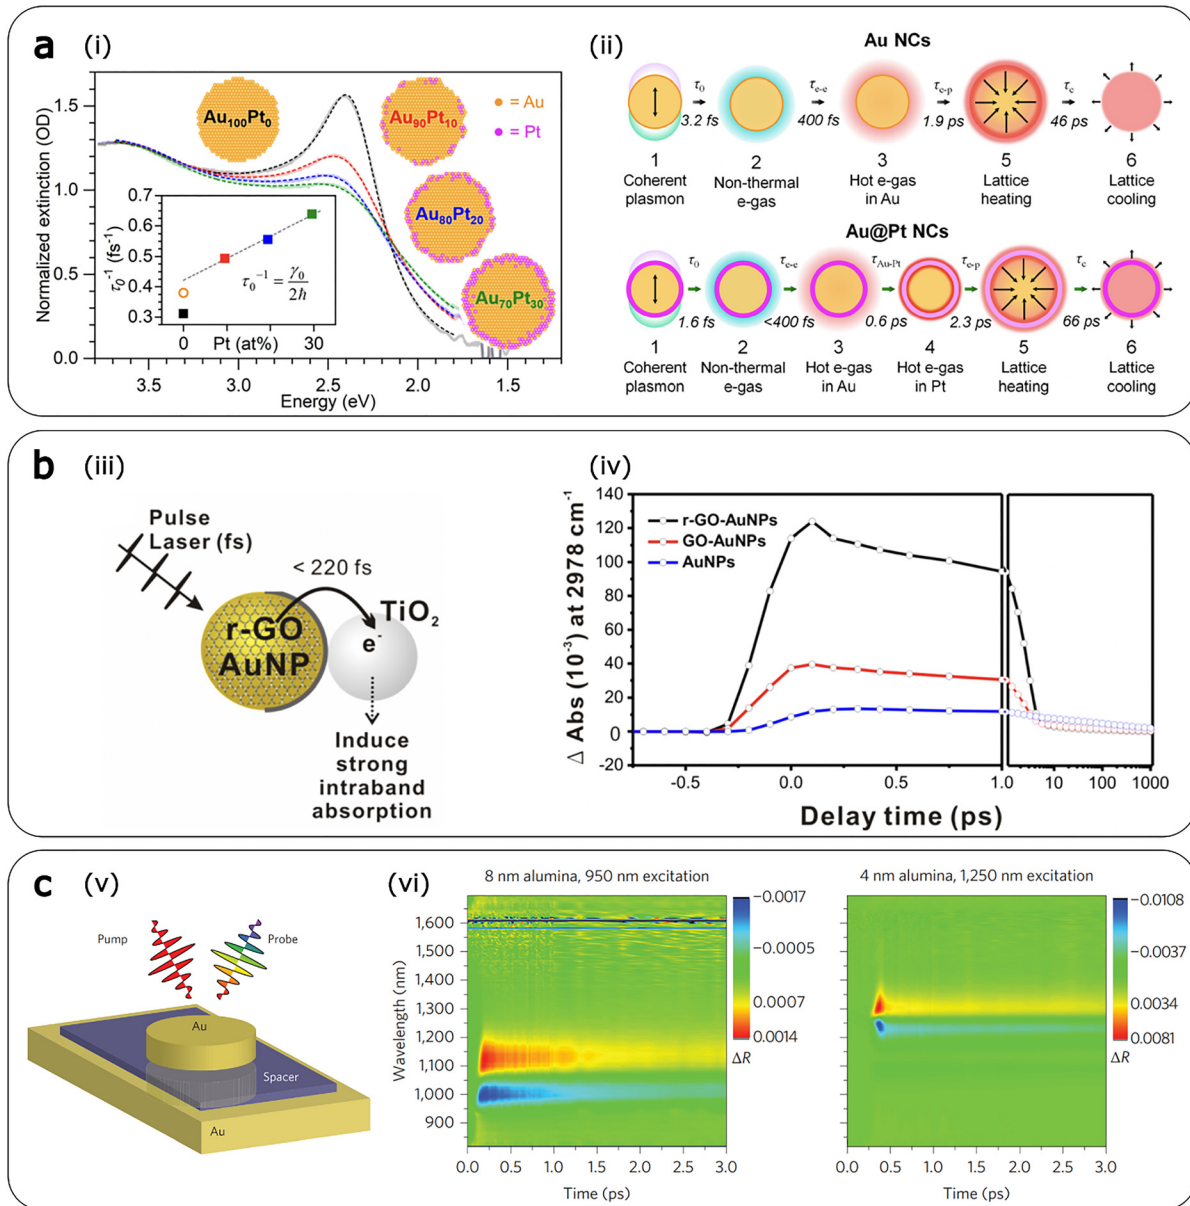 a (i)
Normalized extinction (OD)
1.5
1.0
0.5
0.0
3.5 3.0 2.5 2.0 1.5
Energy (eV)
Au100Pt0
Au90Pt10
Au80Pt20
Au70Pt30
= Au
= Pt
τ0⁻¹ (fs⁻¹)
0.7
0.6
0.5
0.4
0.3
τ0⁻¹ = γ0/2ℏ
0 Pt (at%) 30
(ii)
Au NCs
τ0 τe-e τe-p τc
3.2 fs 400 fs 1.9 ps 46 ps
1 2 3 5 6
Coherent plasmon
Non-thermal e-gas
Hot e-gas in Au
Lattice heating
Lattice cooling
Au@Pt NCs
τ0 τe-e τAu-Pt τe-p τc
1.6 fs <400 fs 0.6 ps 2.3 ps 66 ps
1 2 3 4 5 6
Coherent plasmon
Non-thermal e-gas
Hot e-gas in Au
Hot e-gas in Pt
Lattice heating
Lattice cooling
b (iii)
Pulse
Laser (fs)
< 220 fs
r-GO
AuNP
TiO2
e-
Induce
strong
intraband
absorption
(iv)
Δ Abs (10⁻³) at 2978 cm⁻¹
140
120
100
80
60
40
20
0
-20
r-GO-AuNPs
GO-AuNPs
AuNPs
-0.5 0.0 0.5 1.0 10 100 1000
Delay time (ps)
c (v)
Pump
Probe
Au
Spacer
Au
(vi)
8 nm alumina, 950 nm excitation
Wavelength (nm)
1,600
1,500
1,400
1,300
1,200
1,100
1,000
900
0.0 0.5 1.0 1.5 2.0 2.5 3.0
Time (ps)
−0.0017
−0.0005
0.0007
0.0014
ΔR
4 nm alumina, 1,250 nm excitation
0.0 0.5 1.0 1.5 2.0 2.5 3.0
Time (ps)
−0.0108
−0.0037
0.0034
0.0081
ΔR